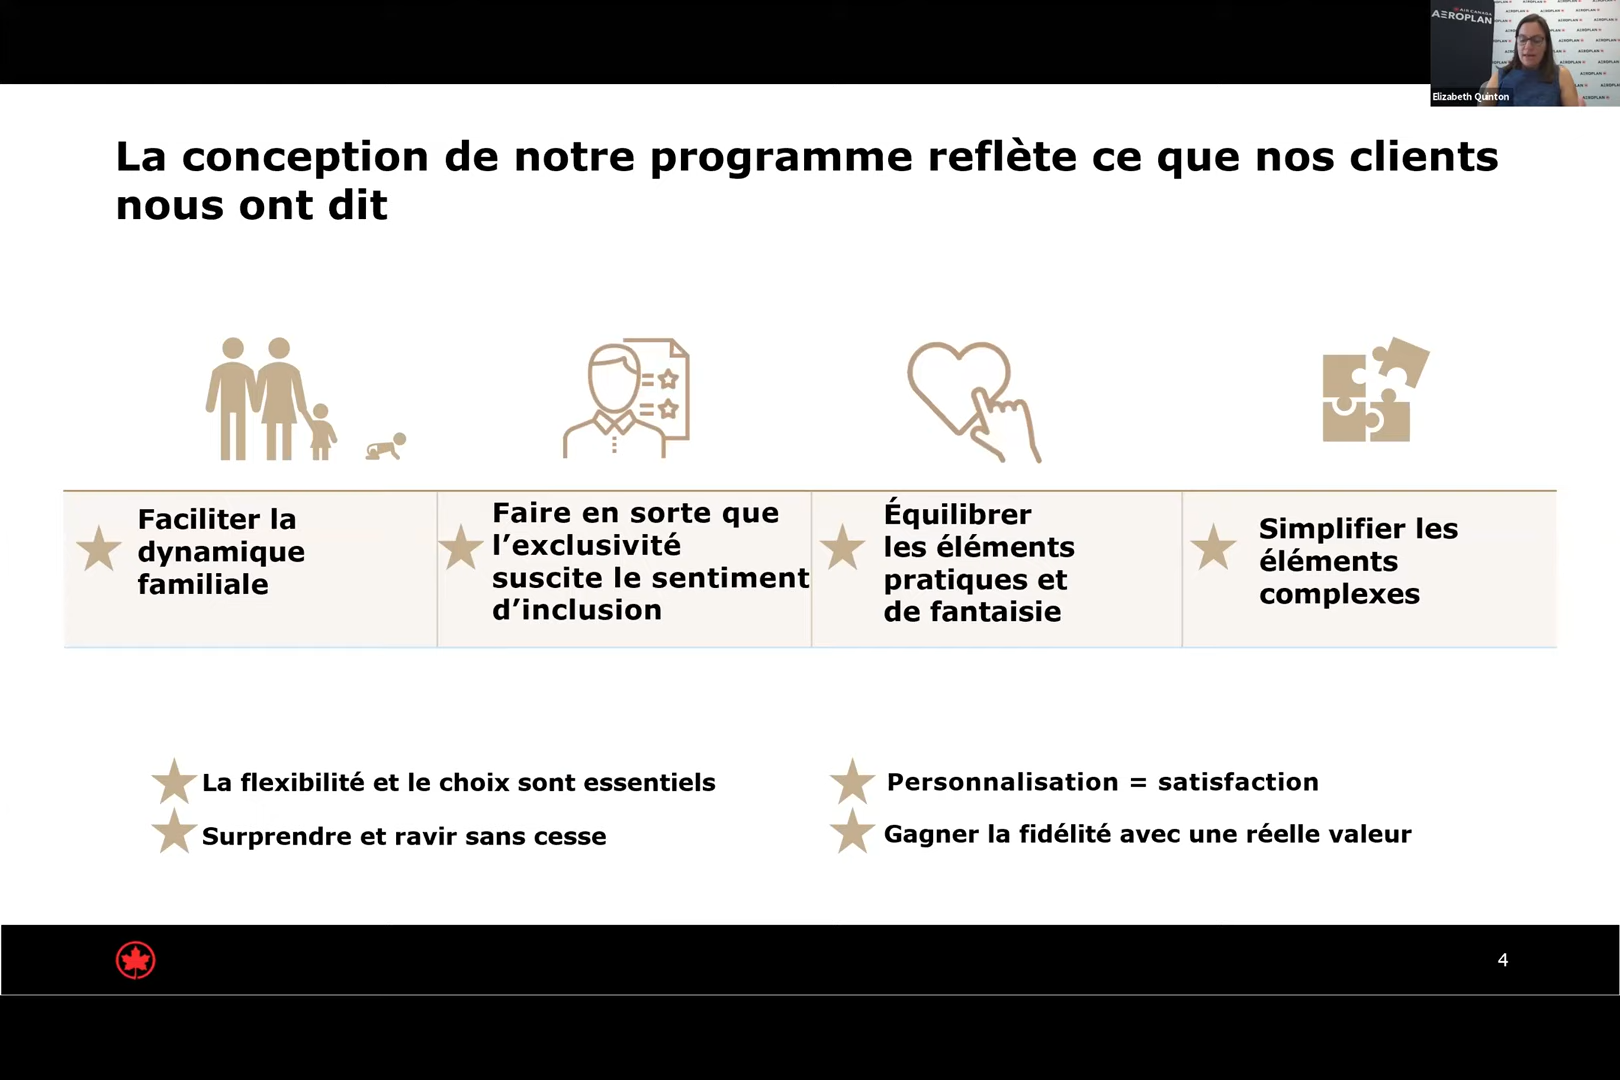 AIR CANADA
AEROPLAN
Elizabeth Quinton
La conception de notre programme reflète ce que nos clients
nous ont dit
Faciliter la
dynamique
familiale
Faire en sorte que
l’exclusivité
suscite le sentiment
d’inclusion
Équilibrer
les éléments
pratiques et
de fantaisie
Simplifier les
éléments
complexes
La flexibilité et le choix sont essentiels
Surprendre et ravir sans cesse
Personnalisation = satisfaction
Gagner la fidélité avec une réelle valeur
4